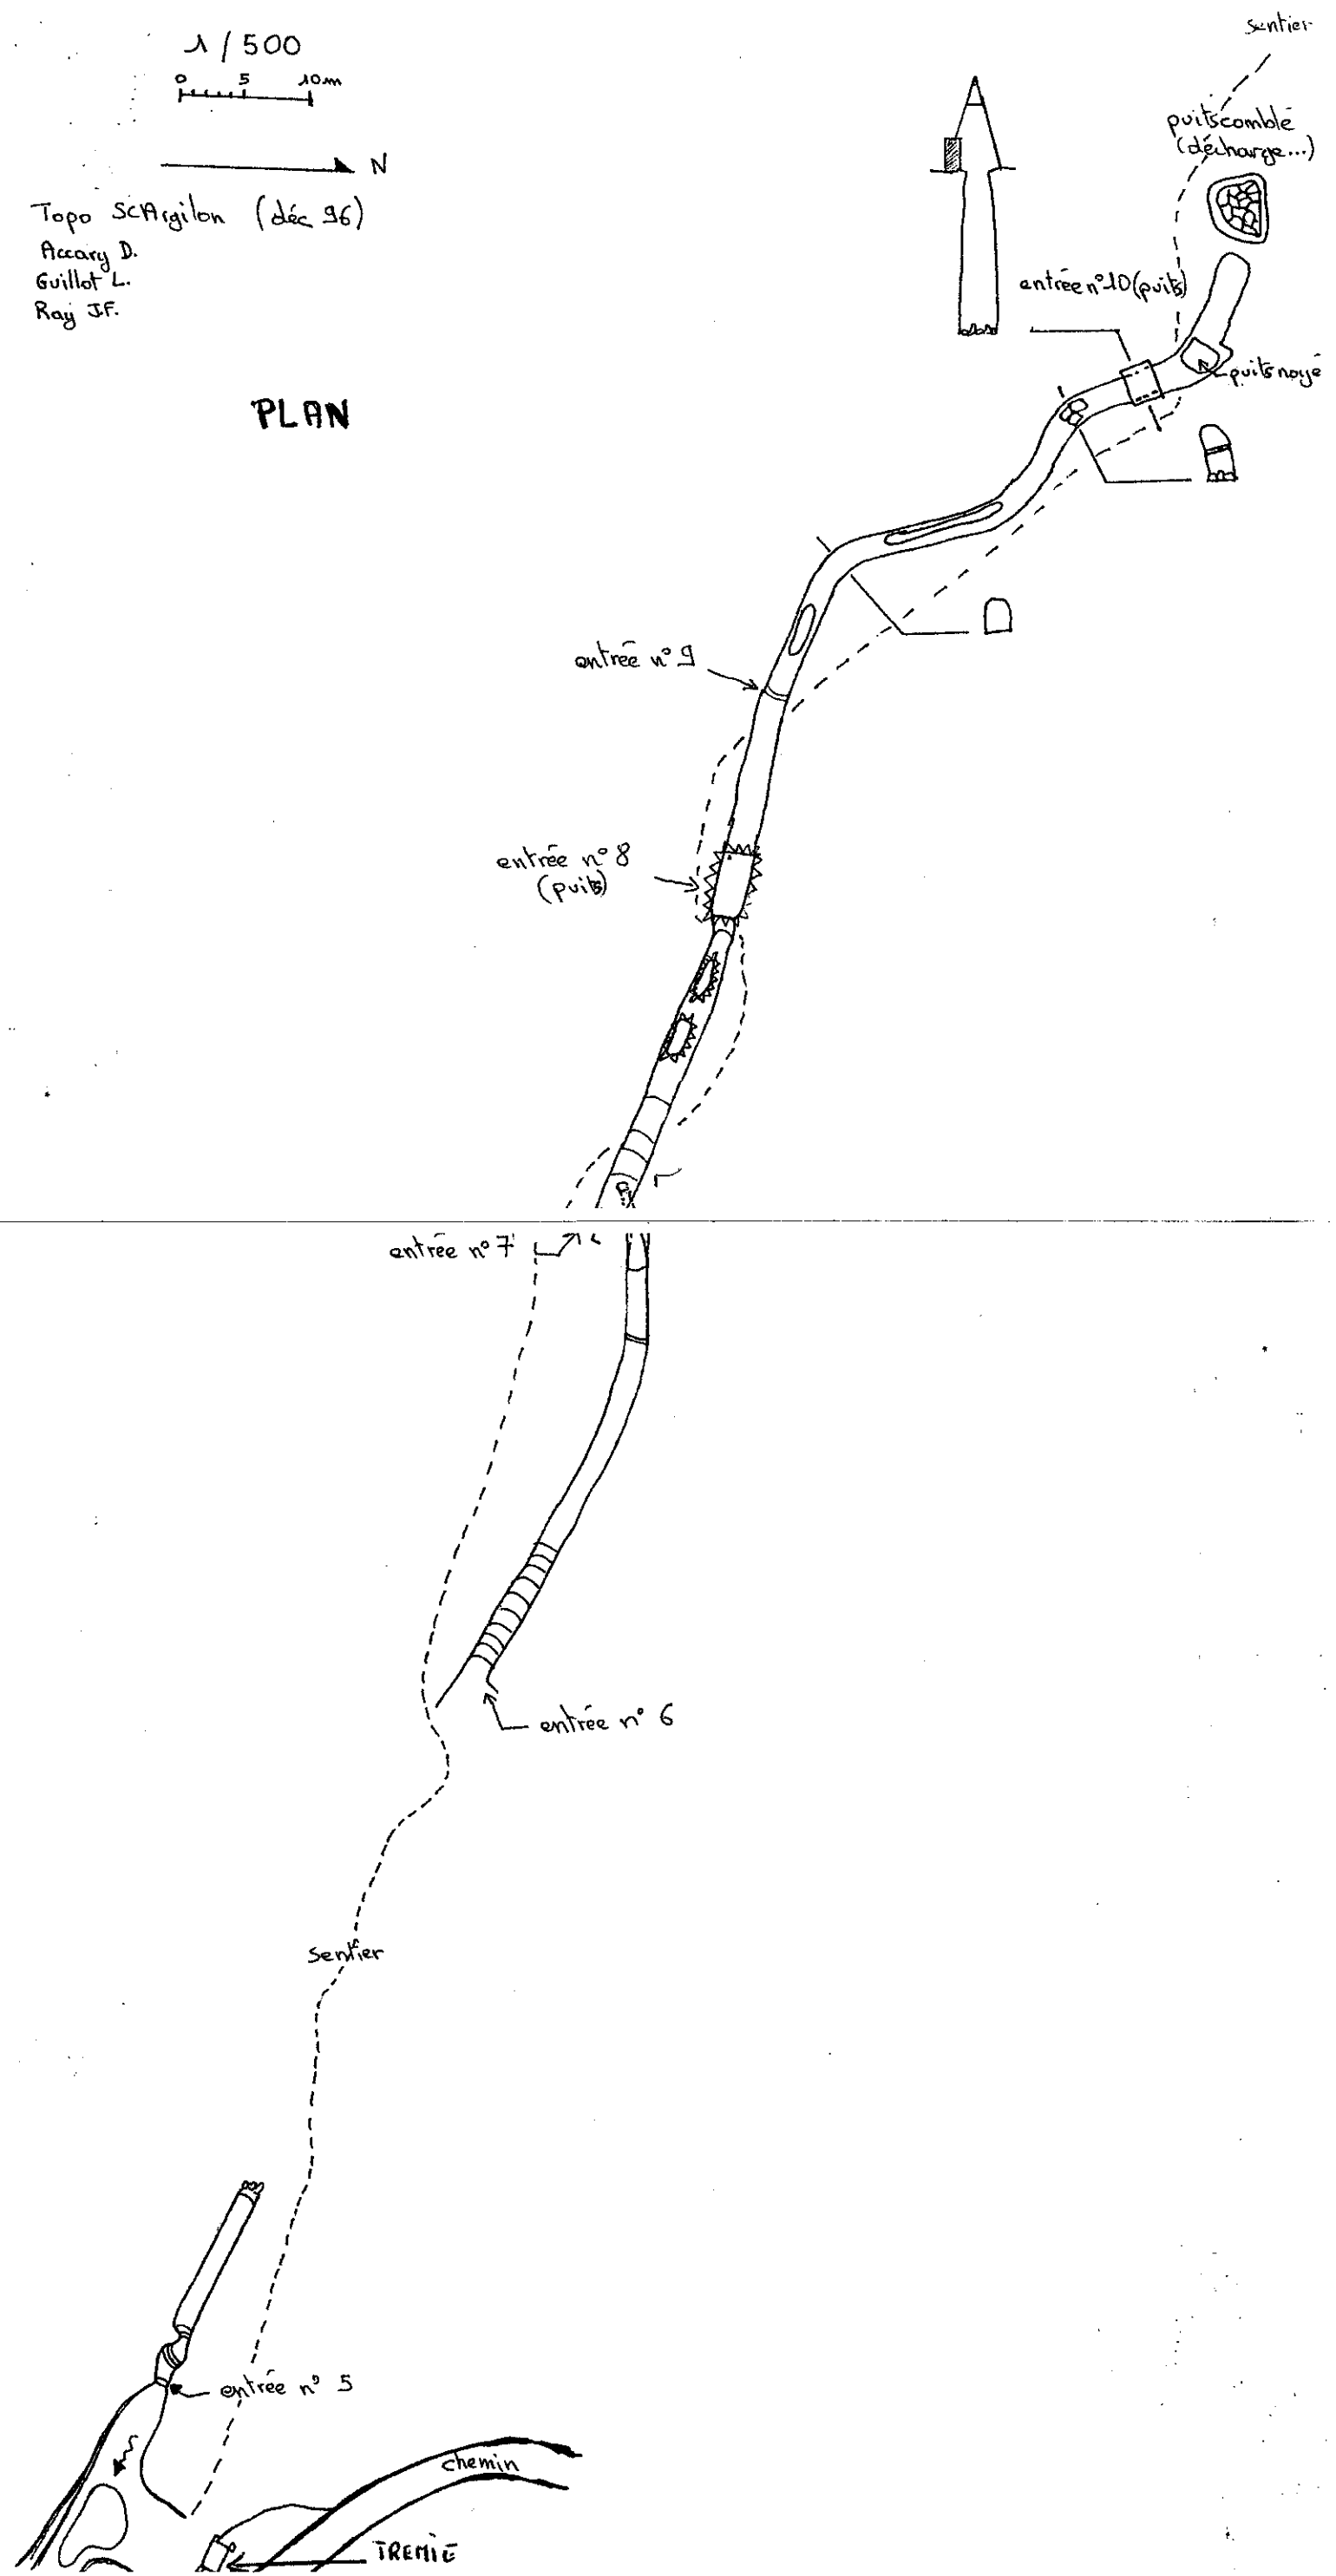 1/500
0 5 10m
N
Topo SCArgilon (déc 96)
Accary D.
Guillot L.
Ray J.F.
PLAN
sentier
puits comblé
(décharge...)
entrée n°10 (puits)
puits noyé
entrée n° 9
entrée n° 8
(puits)
entrée n° 7
entrée n° 6
sentier
entrée n° 5
chemin
TREMIE